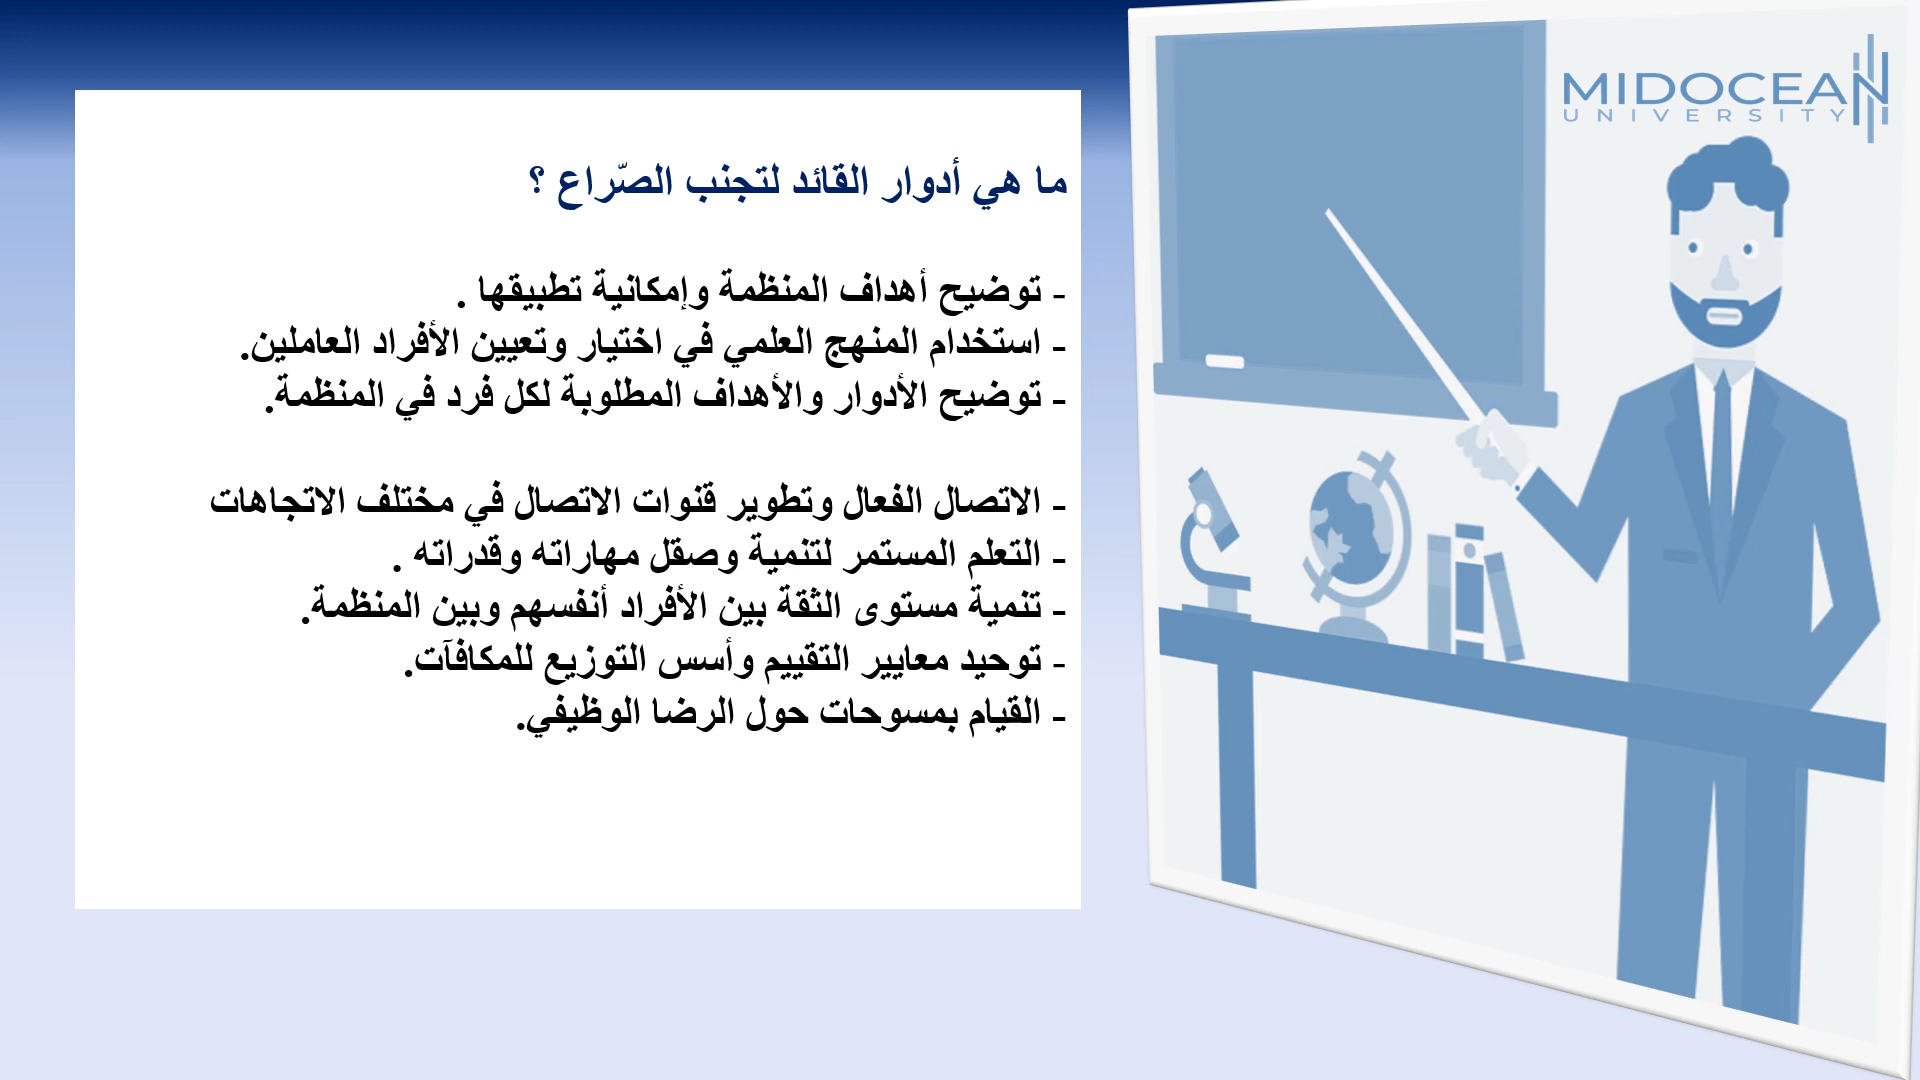 MIDOCEAN
UNIVERSITY
ما هي أدوار القائد لتجنب الصّراع ؟
- توضيح أهداف المنظمة وإمكانية تطبيقها .
- استخدام المنهج العلمي في اختيار وتعيين الأفراد العاملين.
- توضيح الأدوار والأهداف المطلوبة لكل فرد في المنظمة.
- الاتصال الفعال وتطوير قنوات الاتصال في مختلف الاتجاهات
- التعلم المستمر لتنمية وصقل مهاراته وقدراته .
- تنمية مستوى الثقة بين الأفراد أنفسهم وبين المنظمة.
- توحيد معايير التقييم وأسس التوزيع للمكافآت.
- القيام بمسوحات حول الرضا الوظيفي.